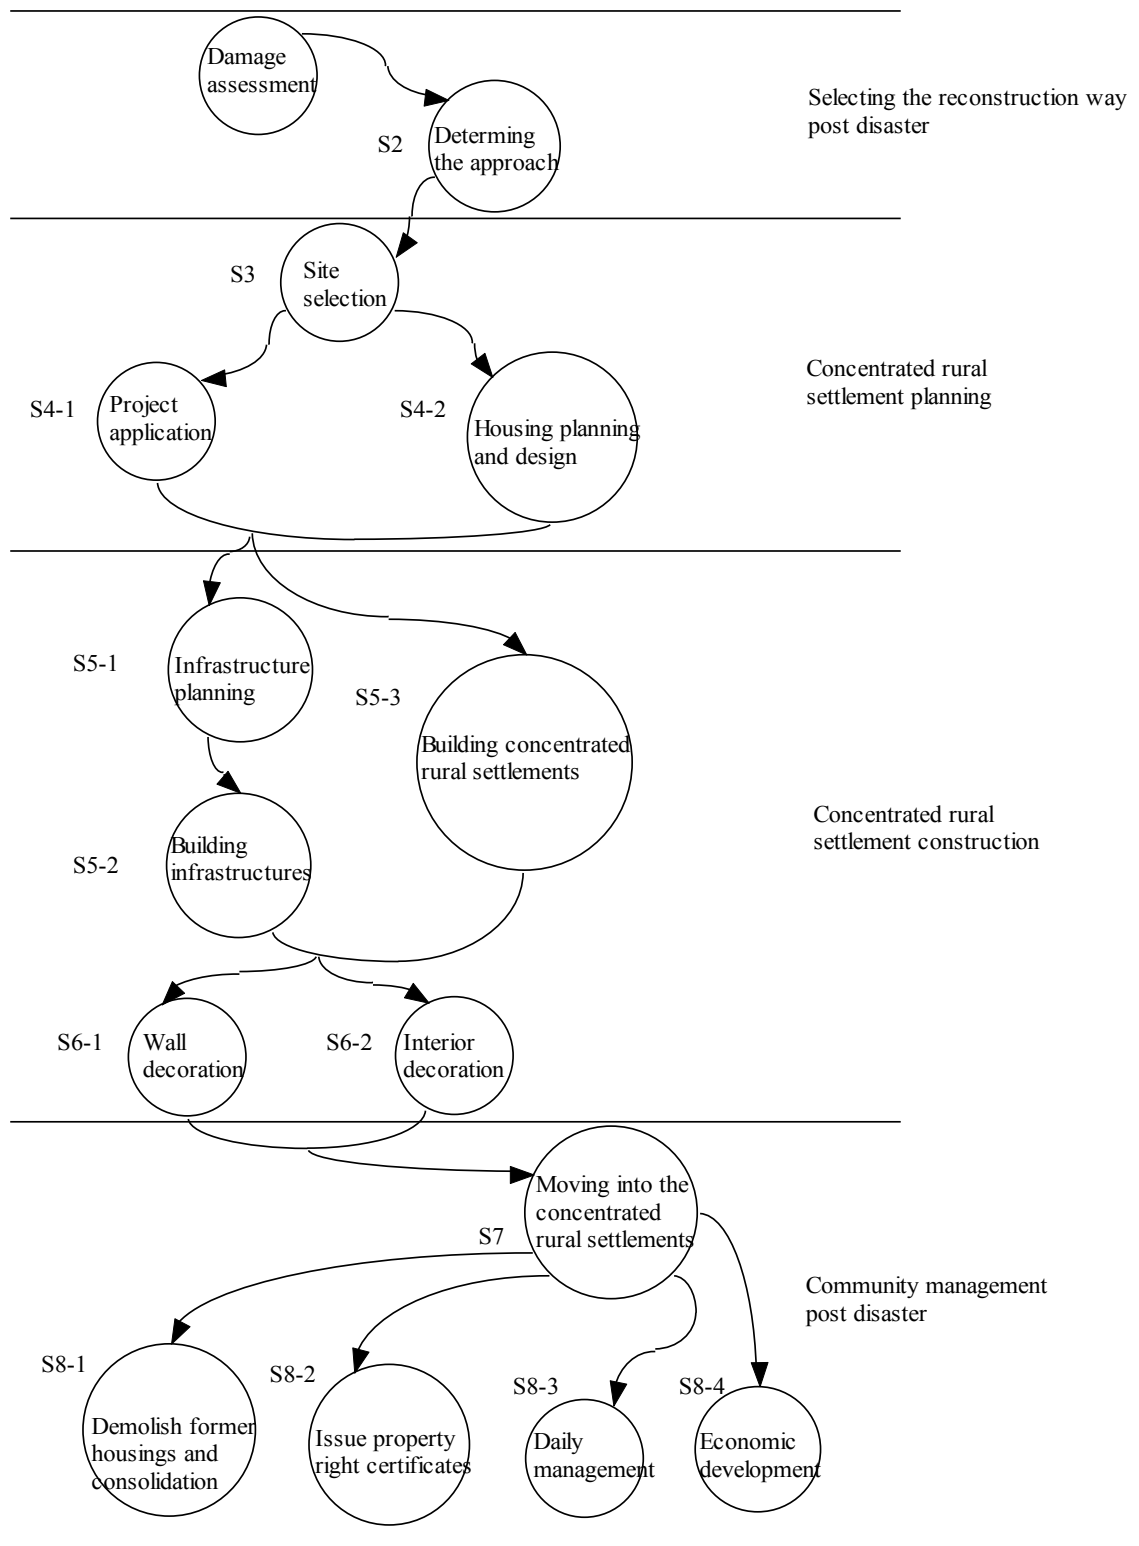 Damage
assessment
Selecting the reconstruction way
post disaster
S2
Determing
the approach
S3
Site
selection
Concentrated rural
settlement planning
S4-1
Project
application
S4-2
Housing planning
and design
S5-1
Infrastructure
planning
S5-3
Building concentrated
rural settlements
Concentrated rural
settlement construction
S5-2
Building
infrastructures
S6-1
Wall
decoration
S6-2
Interior
decoration
Moving into the
concentrated
rural settlements
S7
Community management
post disaster
S8-1
Demolish former
housings and
consolidation
S8-2
Issue property
right certificates
S8-3
Daily
management
S8-4
Economic
development